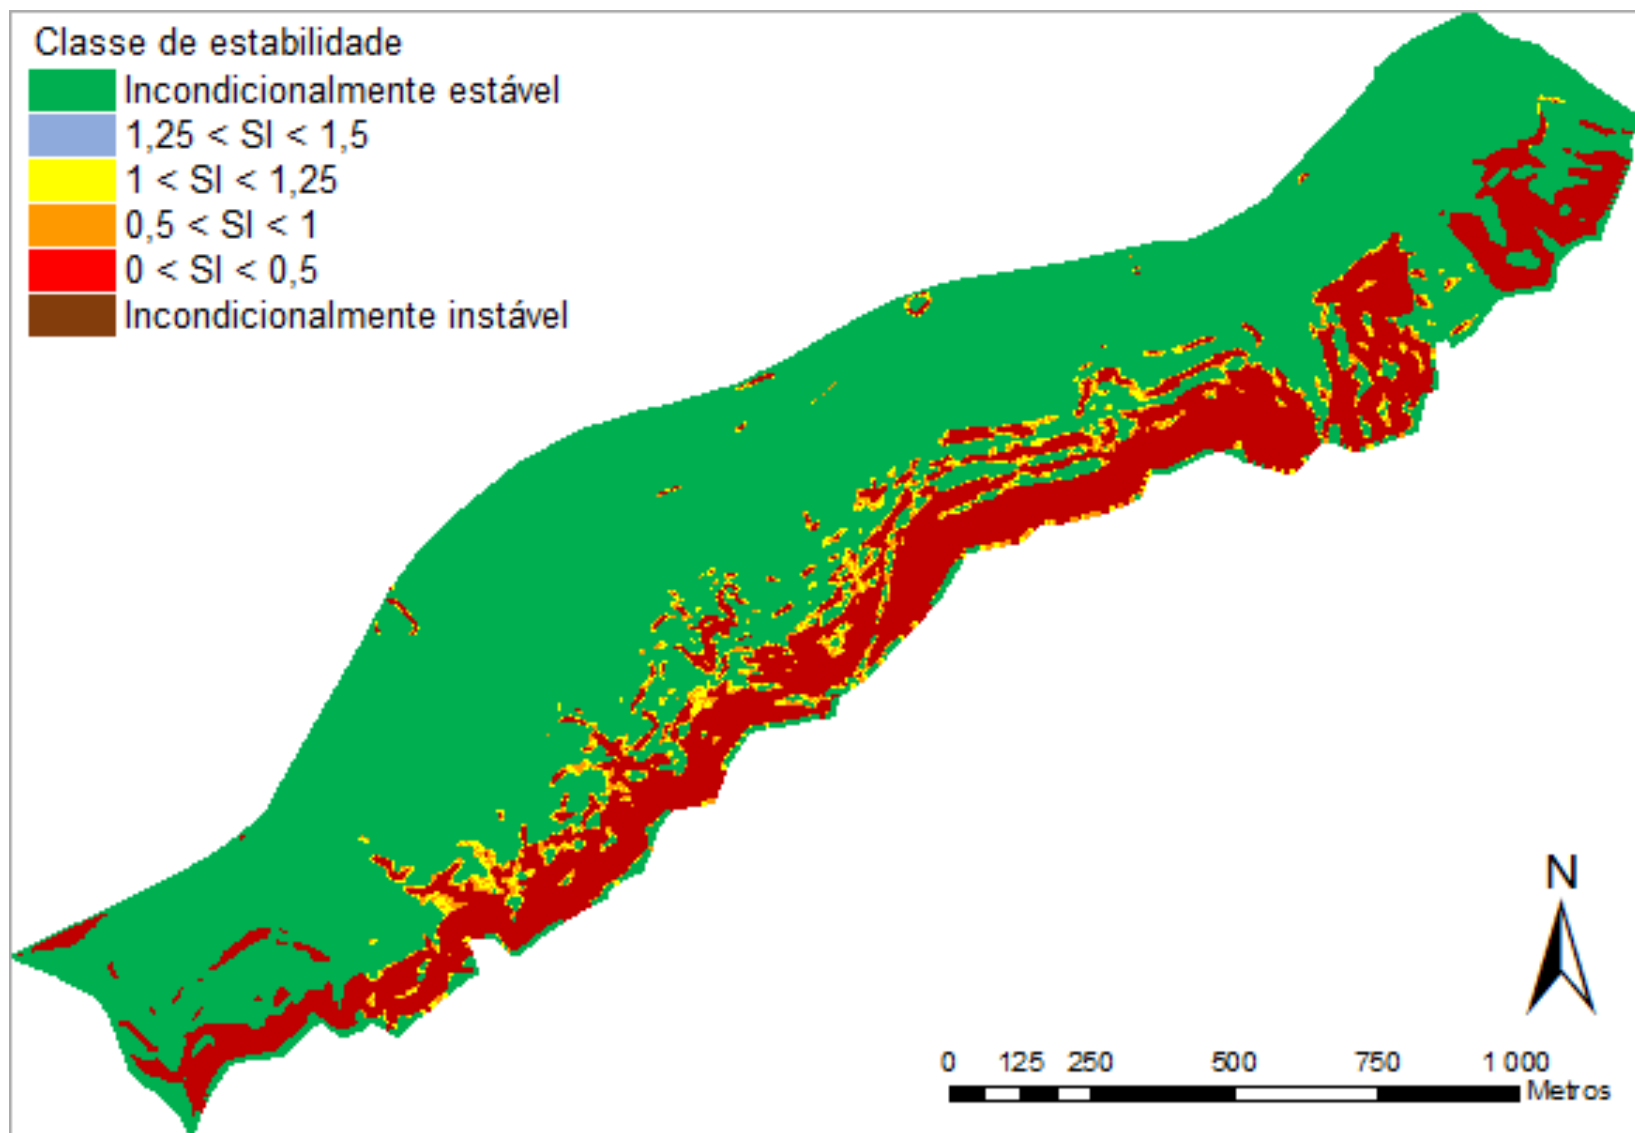 Classe de estabilidade
Incondicionalmente estável
1,25 < SI < 1,5
1 < SI < 1,25
0,5 < SI < 1
0 < SI < 0,5
Incondicionalmente instável
N
0 125 250 500 750 1 000
Metros